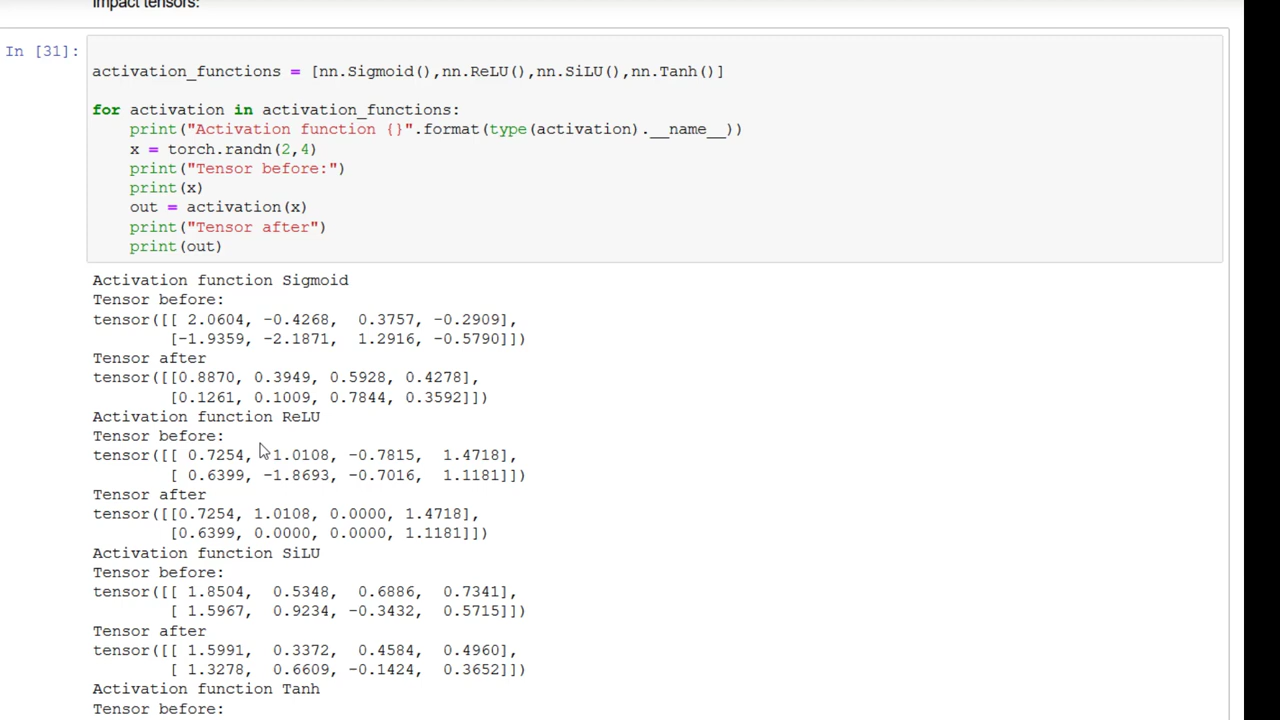 impact tensors:
In [31]:
activation_functions = [nn.Sigmoid(),nn.ReLU(),nn.SiLU(),nn.Tanh()]
for activation in activation_functions:
    print("Activation function {}".format(type(activation).__name__))
    x = torch.randn(2,4)
    print("Tensor before:")
    print(x)
    out = activation(x)
    print("Tensor after")
    print(out)
Activation function Sigmoid
Tensor before:
tensor([[ 2.0604, -0.4268,  0.3757, -0.2909],
        [-1.9359, -2.1871,  1.2916, -0.5790]])
Tensor after
tensor([[0.8870, 0.3949, 0.5928, 0.4278],
        [0.1261, 0.1009, 0.7844, 0.3592]])
Activation function ReLU
Tensor before:
tensor([[ 0.7254,  1.0108, -0.7815,  1.4718],
        [ 0.6399, -1.8693, -0.7016,  1.1181]])
Tensor after
tensor([[0.7254, 1.0108, 0.0000, 1.4718],
        [0.6399, 0.0000, 0.0000, 1.1181]])
Activation function SiLU
Tensor before:
tensor([[ 1.8504,  0.5348,  0.6886,  0.7341],
        [ 1.5967,  0.9234, -0.3432,  0.5715]])
Tensor after
tensor([[ 1.5991,  0.3372,  0.4584,  0.4960],
        [ 1.3278,  0.6609, -0.1424,  0.3652]])
Activation function Tanh
Tensor before: